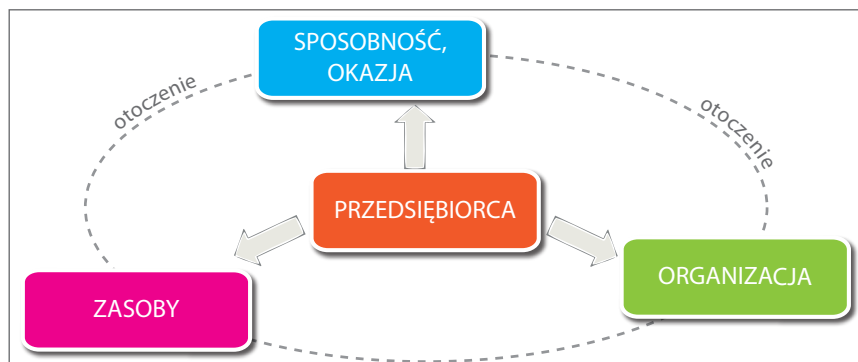 SPOSOBNOŚĆ,
OKAZJA
otoczenie
otoczenie
PRZEDSIĘBIORCA
ZASOBY
ORGANIZACJA